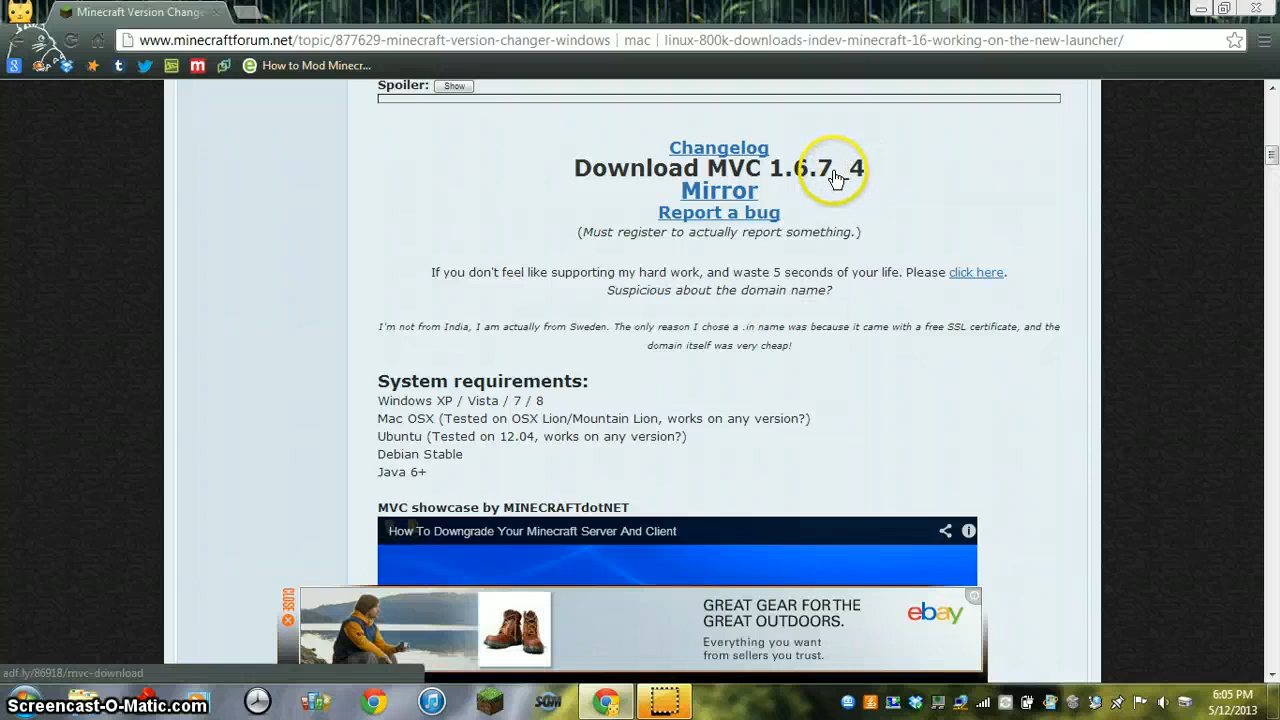 Minecraft Version Change
www.minecraftforum.net/topic/877629-minecraft-version-changer-windows | mac | linux-800k-downloads-indev-minecraft-16-working-on-the-new-launcher/
How to Mod Minecr...
Spoiler: Show
Changelog
Download MVC 1.6.7_4
Mirror
Report a bug
(Must register to actually report something.)
If you don't feel like supporting my hard work, and waste 5 seconds of your life. Please click here.
Suspicious about the domain name?
I'm not from India, I am actually from Sweden. The only reason I chose a .in name was because it came with a free SSL certificate, and the
domain itself was very cheap!
System requirements:
Windows XP / Vista / 7 / 8
Mac OSX (Tested on OSX Lion/Mountain Lion, works on any version?)
Ubuntu (Tested on 12.04, works on any version?)
Debian Stable
Java 6+
MVC showcase by MINECRAFTdotNET
How To Downgrade Your Minecraft Server And Client
CLOSE
GREAT GEAR FOR THE
GREAT OUTDOORS.
Everything you want
from sellers you trust.
ebay
adf.ly/86918/mvc-download
SOM
6:05 PM
5/12/2013
Screencast-O-Matic.com